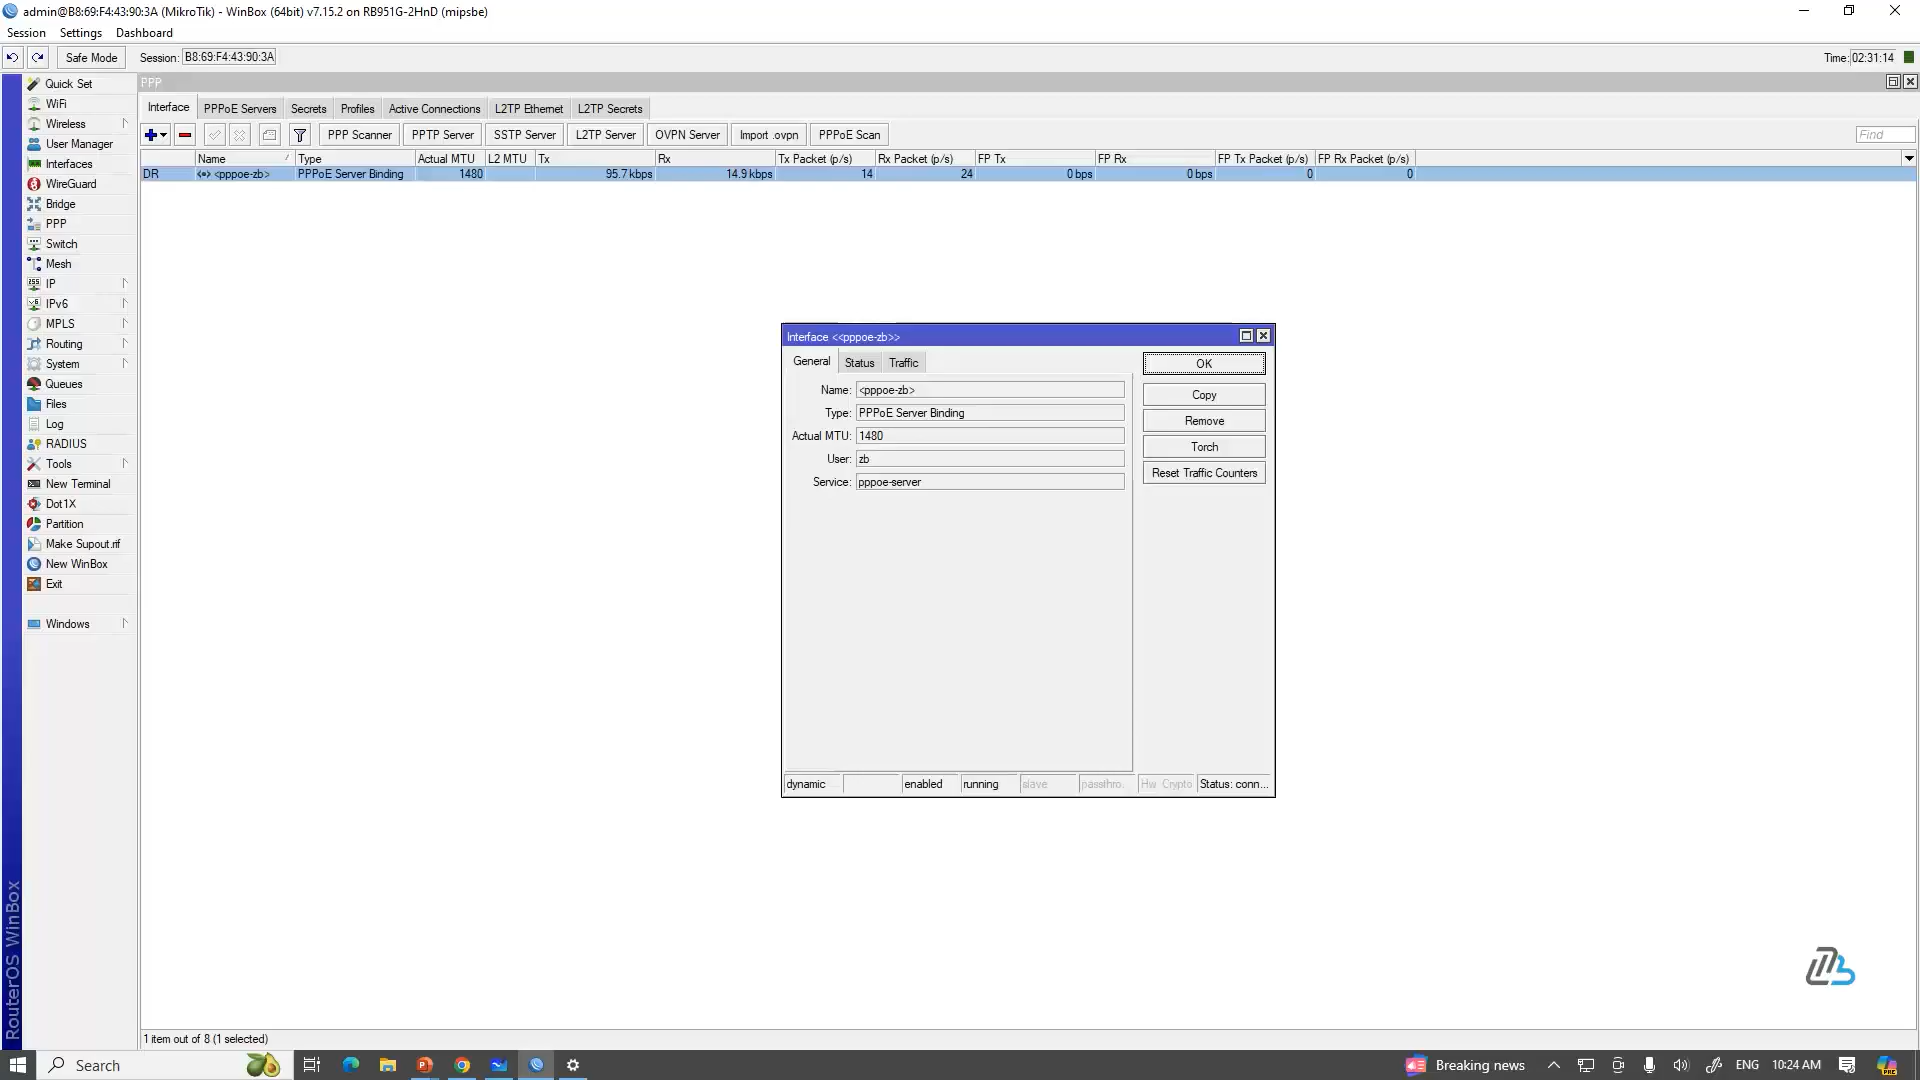 admin@B8:69:F4:43:90:3A (MikroTik) - WinBox (64bit) v7.15.2 on RB951G-2HnD (mipsbe)
Session Settings Dashboard
Safe Mode Session: B8:69:F4:43:90:3A Time: 02:31:14
PPP
Quick Set
WiFi
Wireless
User Manager
Interfaces
WireGuard
Bridge
PPP
Switch
Mesh
IP
IPv6
MPLS
Routing
System
Queues
Files
Log
RADIUS
Tools
New Terminal
Dot1X
Partition
Make Supout.rif
New WinBox
Exit
Windows
RouterOS WinBox
Interface PPPoE Servers Secrets Profiles Active Connections L2TP Ethernet L2TP Secrets
PPP Scanner PPTP Server SSTP Server L2TP Server OVPN Server Import .ovpn PPPoE Scan Find
Name Type Actual MTU L2 MTU Tx Rx Tx Packet (p/s) Rx Packet (p/s) FP Tx FP Rx FP Tx Packet (p/s) FP Rx Packet (p/s)
DR <pppoe-zb> PPPoE Server Binding 1480 95.7 kbps 14.9 kbps 14 24 0 bps 0 bps 0 0
Interface <<pppoe-zb>>
General Status Traffic
Name: <pppoe-zb>
Type: PPPoE Server Binding
Actual MTU: 1480
User: zb
Service: pppoe-server
OK
Copy
Remove
Torch
Reset Traffic Counters
dynamic enabled running slave passthro. Hw. Crypto Status: conn...
1 item out of 8 (1 selected)
Search Breaking news ENG 10:24 AM